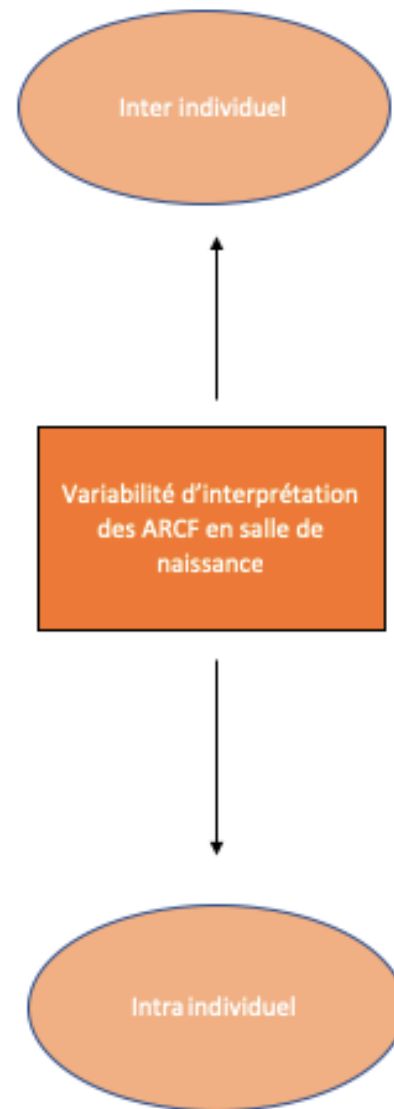 Inter individuel
Variabilité d’interprétation
des ARCF en salle de
naissance
Intra individuel